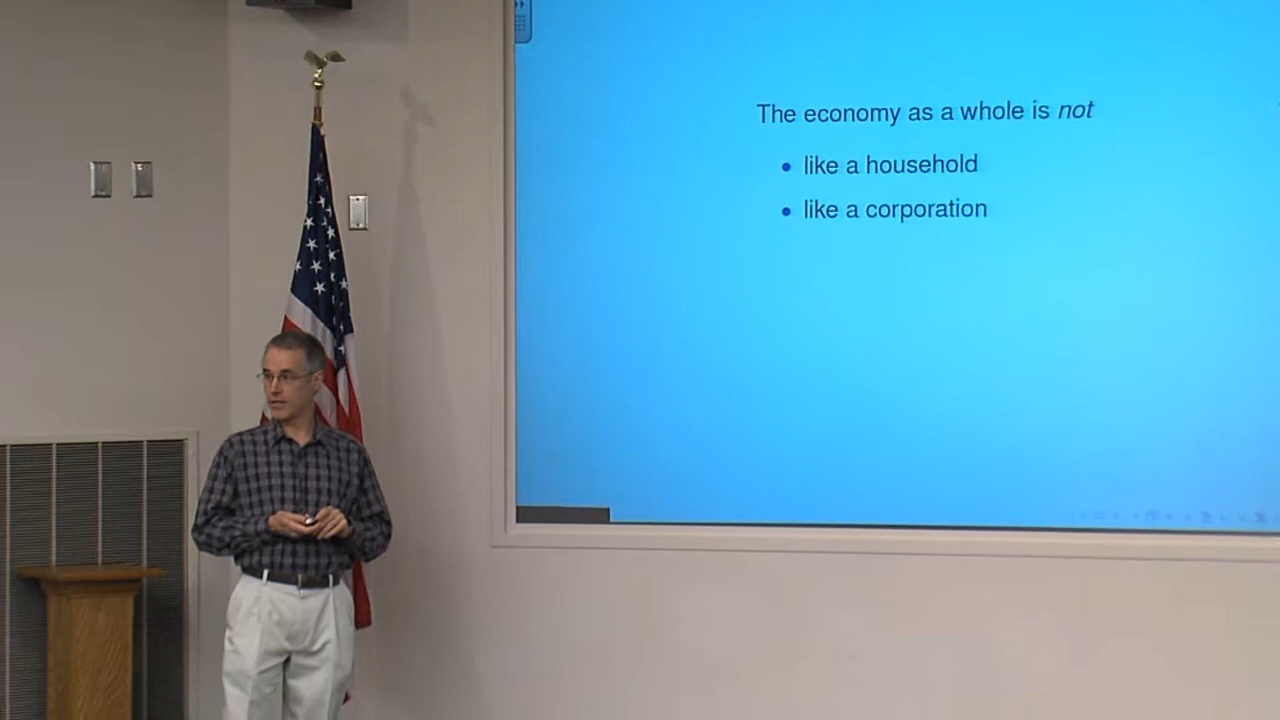 The economy as a whole is not
• like a household
• like a corporation